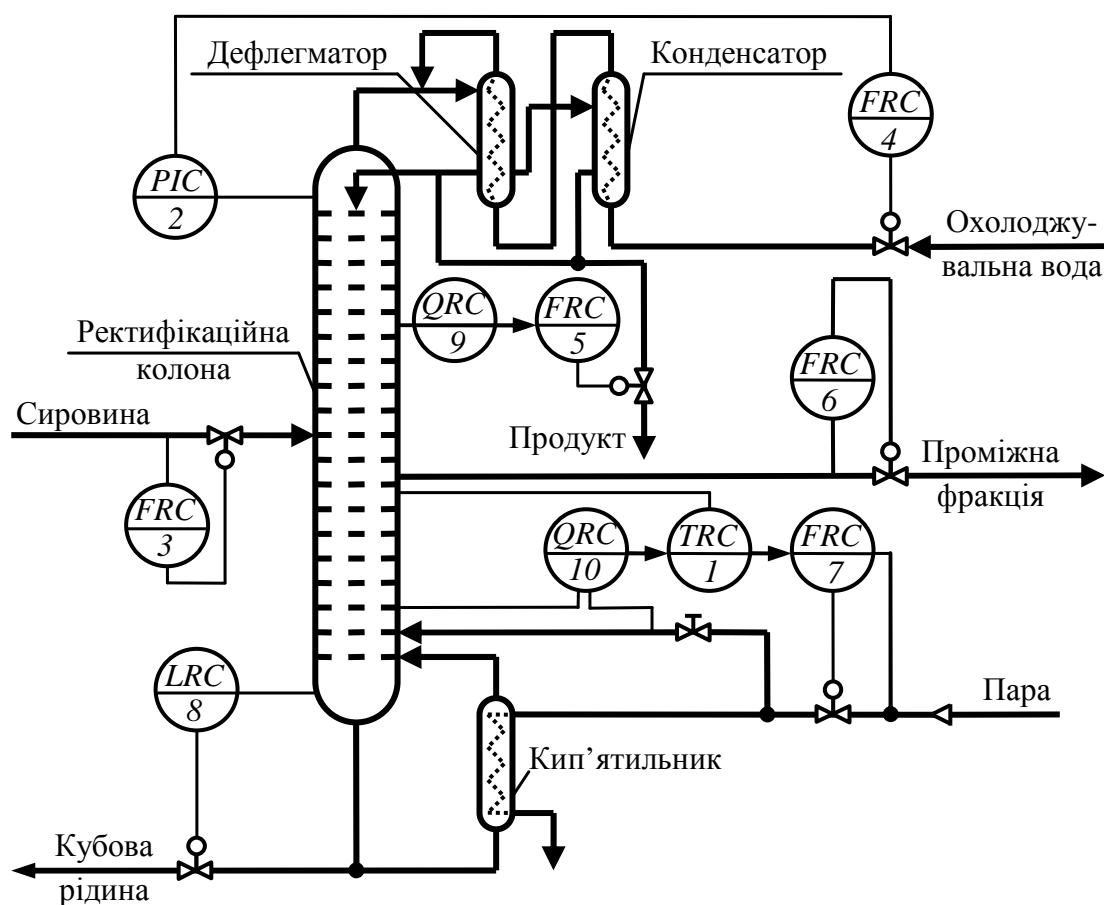 Дефлегматор
Конденсатор
FRC
4
PIC
2
Охолоджу-
вальна вода
QRC
9
FRC
5
Ректифікаційна
колона
FRC
6
Сировина
Продукт
Проміжна
фракція
FRC
3
QRC
10
TRC
1
FRC
7
LRC
8
Пара
Кип’ятильник
Кубова
рідина